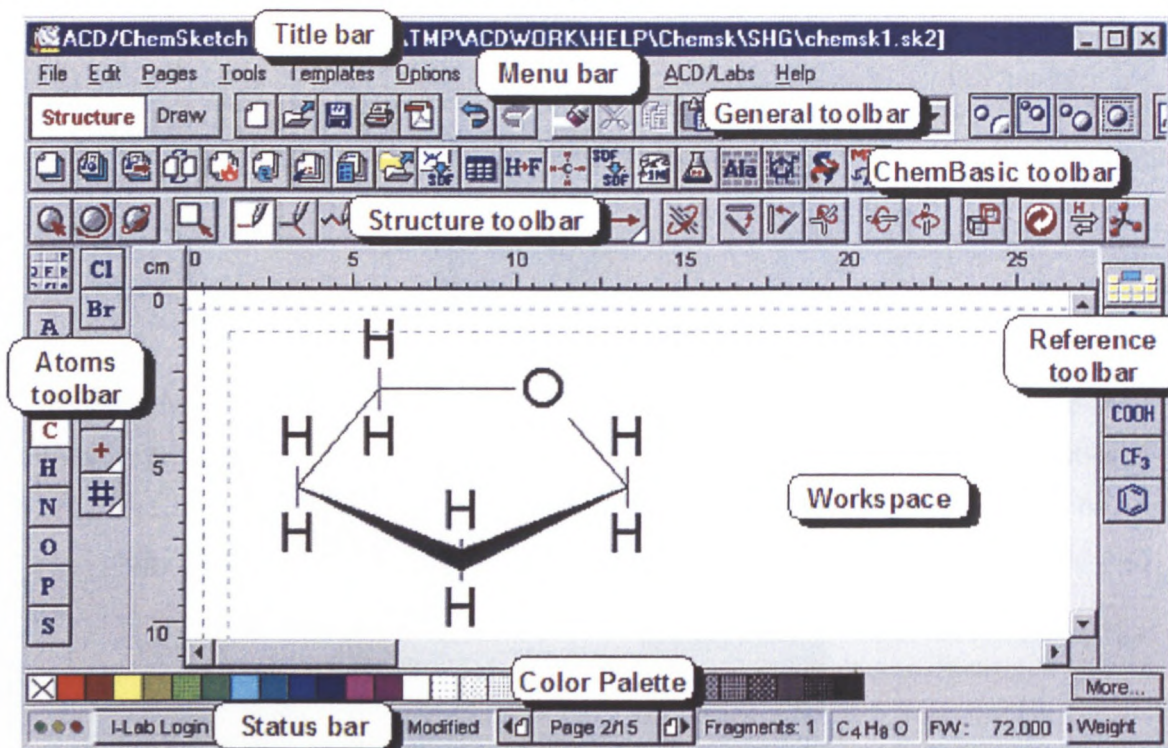 ACD/ChemSketch Title bar \TMP\ACDWORK\HELP\Chemsk\SHG\chemsk1.sk2]
File Edit Pages Tools Templates Options Menu bar ACD/Labs Help
Structure Draw General toolbar
SDF H F C SDF Ala ChemBasic toolbar
Structure toolbar H
Cl cm 0 5 10 15 20 25
Br 0
A H
Atoms toolbar O Reference toolbar
C H H H COOH
+ CF3
H 5
N # H Workspace
O H H
P H
S 10
Color Palette More...
I-Lab Login Status bar Modified Page 2/15 Fragments: 1 C4H8O FW: 72.000 Weight